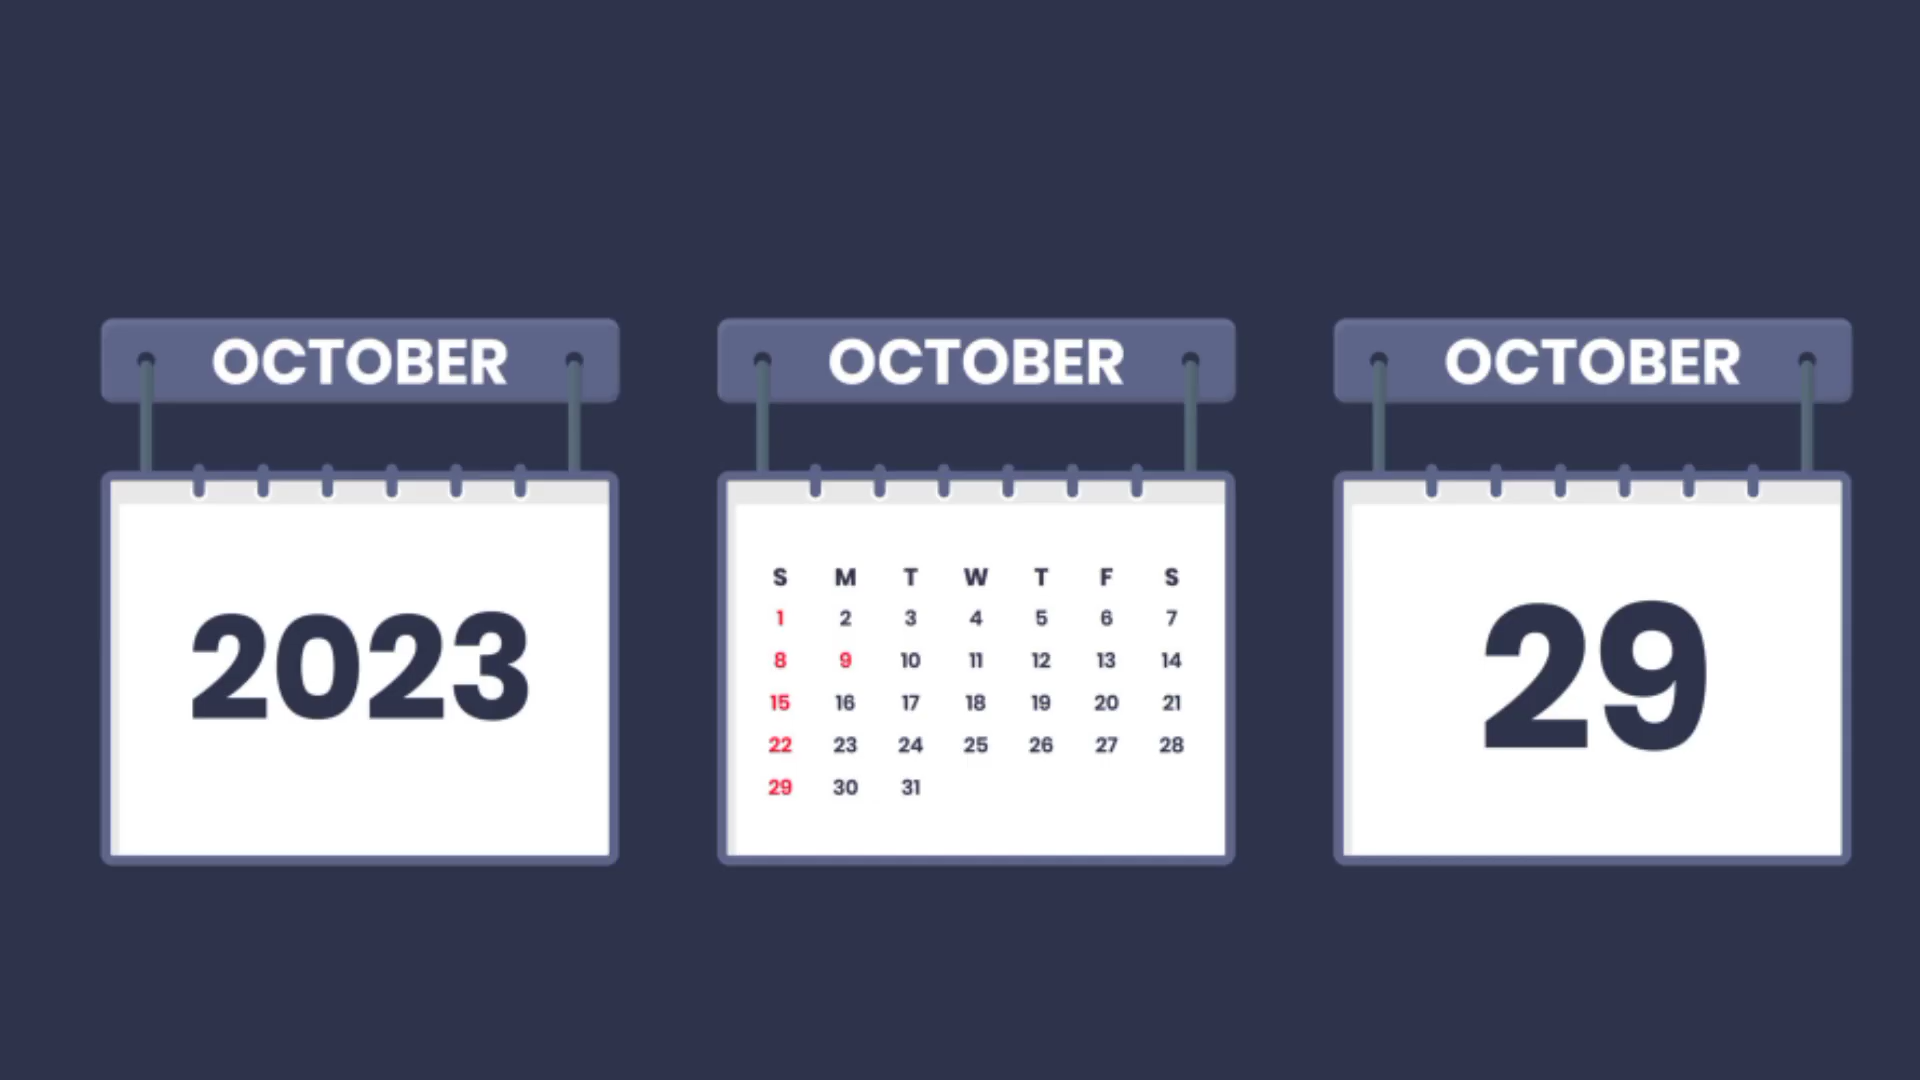 OCTOBER
2023
OCTOBER
S M T W T F S
1 2 3 4 5 6 7
8 9 10 11 12 13 14
15 16 17 18 19 20 21
22 23 24 25 26 27 28
29 30 31
OCTOBER
29